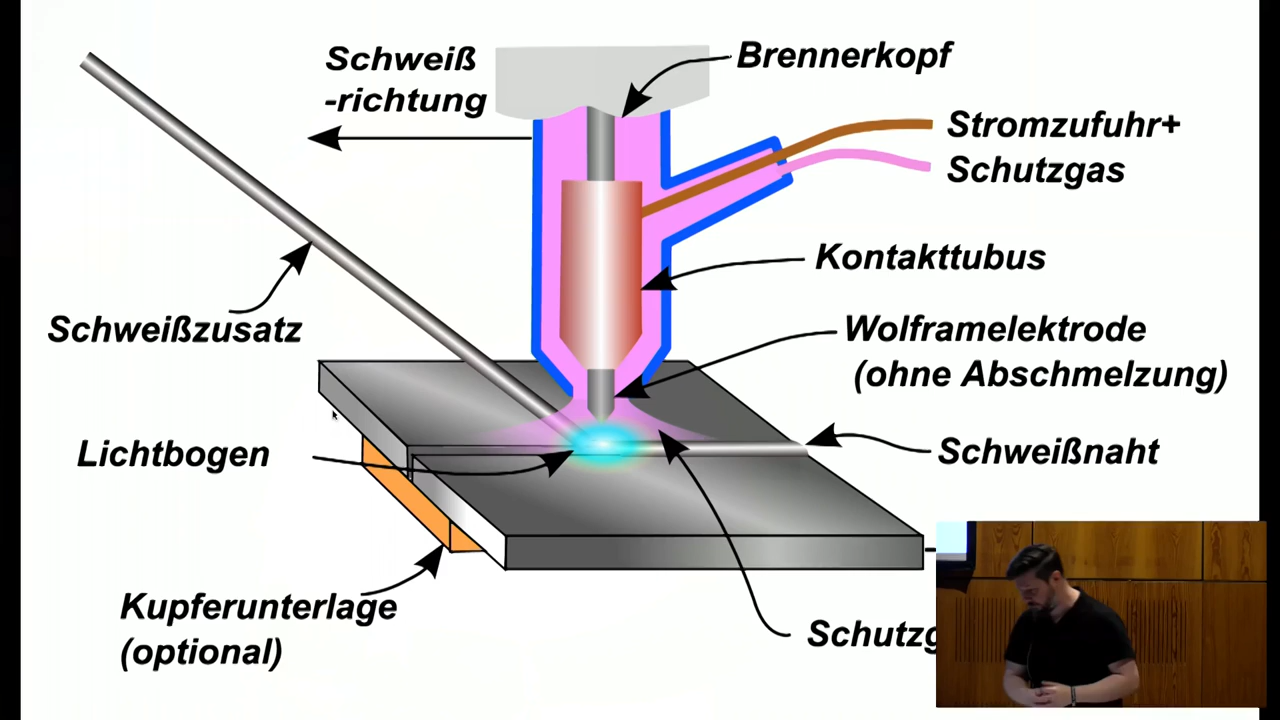 Schweiß
-richtung
Brennerkopf
Stromzufuhr+
Schutzgas
Kontakttubus
Schweißzusatz
Wolframelektrode
(ohne Abschmelzung)
Lichtbogen
Schweißnaht
Kupferunterlage
(optional)